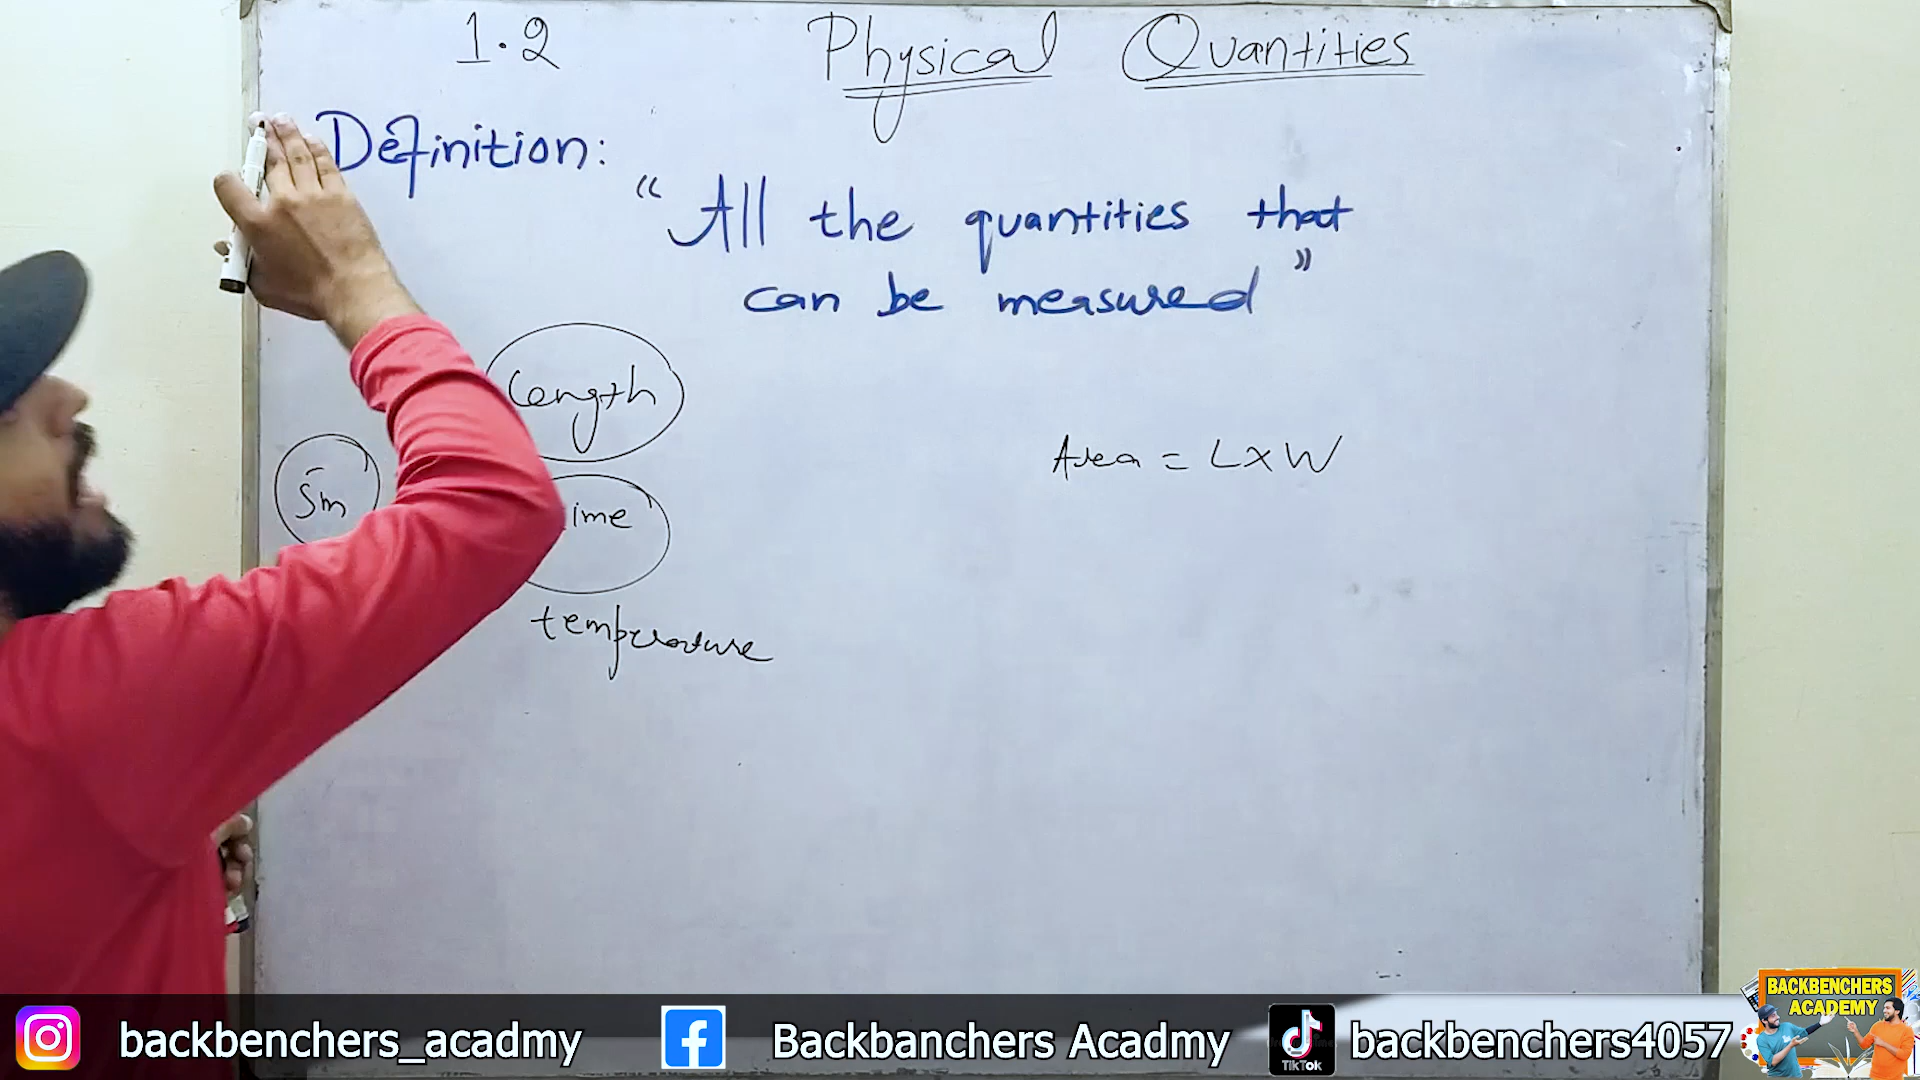 1.2 Physical Quantities
Definition:
“ All the quantities that
can be measured ”
Length
Area = L×W
5m
ime
temperature
BACKBENCHERS
ACADEMY
backbenchers_acadmy
Backbanchers Acadmy
TikTok
backbenchers4057